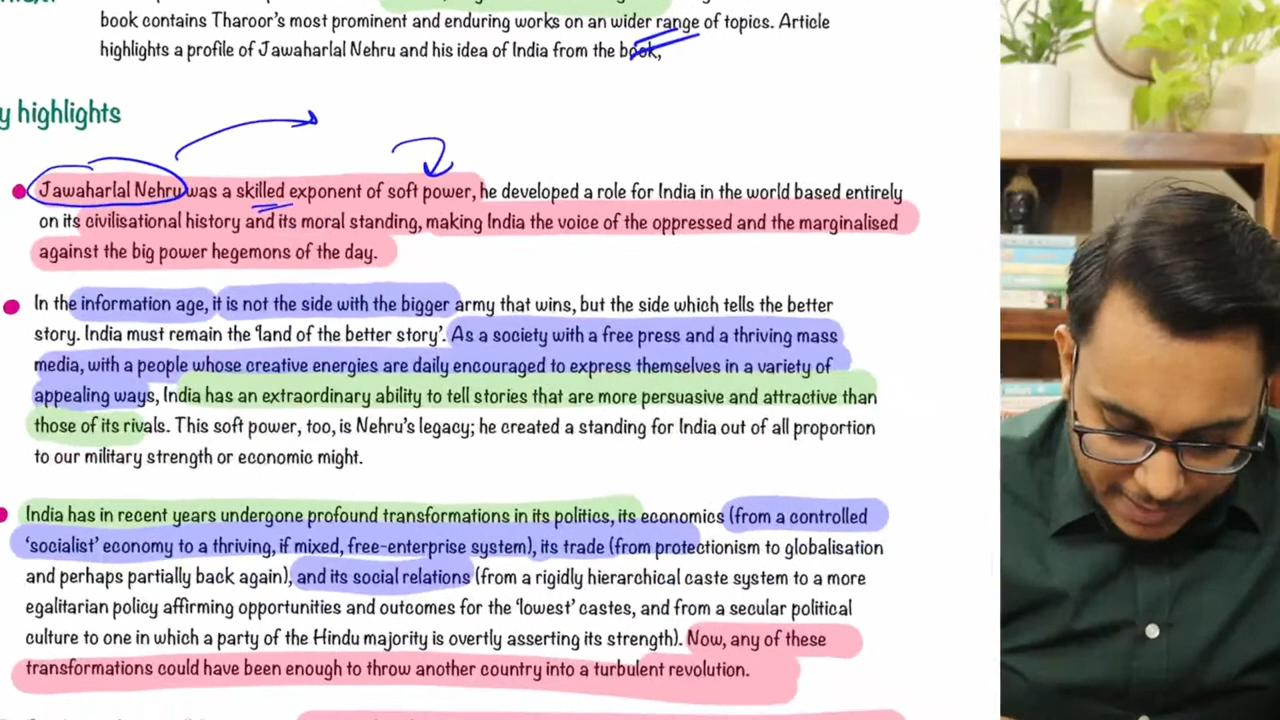 book contains Tharoor's most prominent and enduring works on an wider range of topics. Article
highlights a profile of Jawaharlal Nehru and his idea of India from the book,
y highlights
Jawaharlal Nehru was a skilled exponent of soft power, he developed a role for India in the world based entirely
on its civilisational history and its moral standing, making India the voice of the oppressed and the marginalised
against the big power hegemons of the day.
In the information age, it is not the side with the bigger army that wins, but the side which tells the better
story. India must remain the 'land of the better story'. As a society with a free press and a thriving mass
media, with a people whose creative energies are daily encouraged to express themselves in a variety of
appealing ways, India has an extraordinary ability to tell stories that are more persuasive and attractive than
those of its rivals. This soft power, too, is Nehru's legacy; he created a standing for India out of all proportion
to our military strength or economic might.
India has in recent years undergone profound transformations in its politics, its economics (from a controlled
'socialist' economy to a thriving, if mixed, free-enterprise system), its trade (from protectionism to globalisation
and perhaps partially back again), and its social relations (from a rigidly hierarchical caste system to a more
egalitarian policy affirming opportunities and outcomes for the 'lowest' castes, and from a secular political
culture to one in which a party of the Hindu majority is overtly asserting its strength). Now, any of these
transformations could have been enough to throw another country into a turbulent revolution.